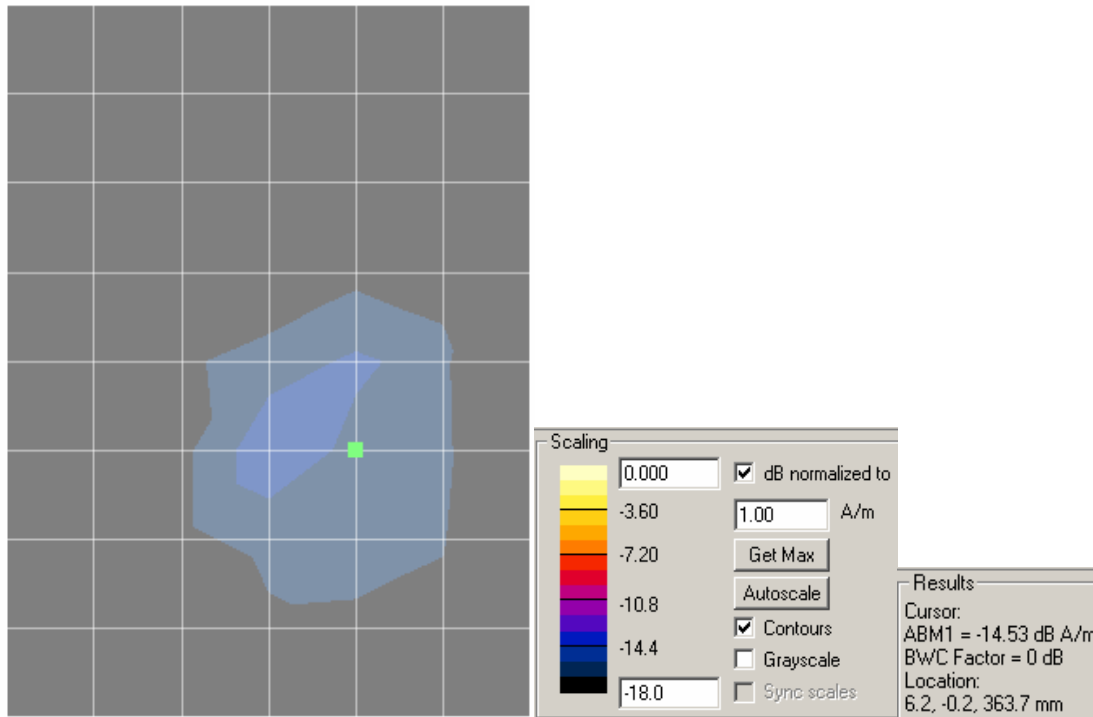 Scaling
0.000
dB normalized to
-3.60
1.00 A/m
-7.20
Get Max
Autoscale
-10.8
Contours
-14.4
Grayscale
-18.0
Sync scales
Results
Cursor:
ABM1 = -14.53 dB A/m
BWC Factor = 0 dB
Location:
6.2, -0.2, 363.7 mm